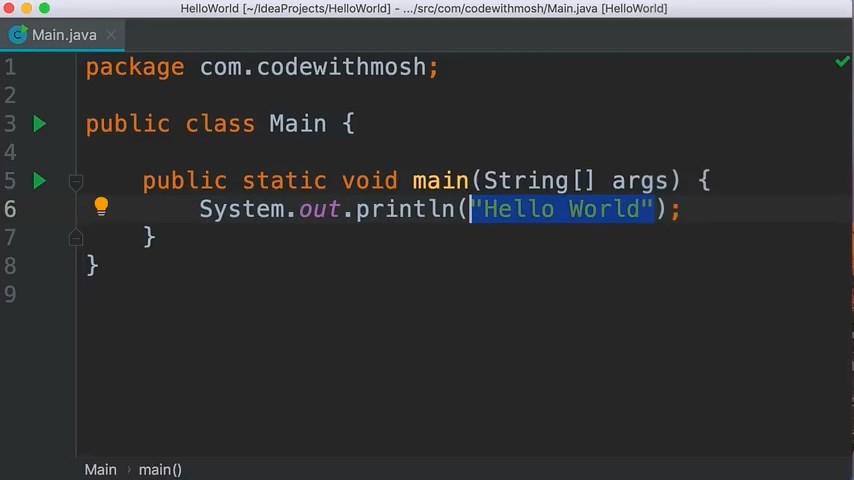 HelloWorld [~/IdeaProjects/HelloWorld] - .../src/com/codewithmosh/Main.java [HelloWorld]
Main.java
1 package com.codewithmosh;
2
3 public class Main {
4
5 public static void main(String[] args) {
6 System.out.println("Hello World");
7 }
8 }
9
Main › main()